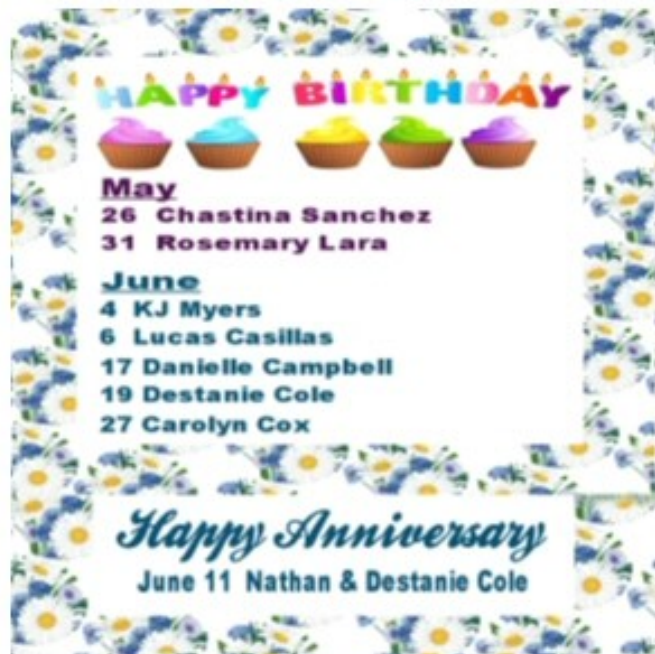 HAPPY BIRTHDAY
May
26 Chastina Sanchez
31 Rosemary Lara
June
4 KJ Myers
6 Lucas Casillas
17 Danielle Campbell
19 Destanie Cole
27 Carolyn Cox
Happy Anniversary
June 11 Nathan & Destanie Cole